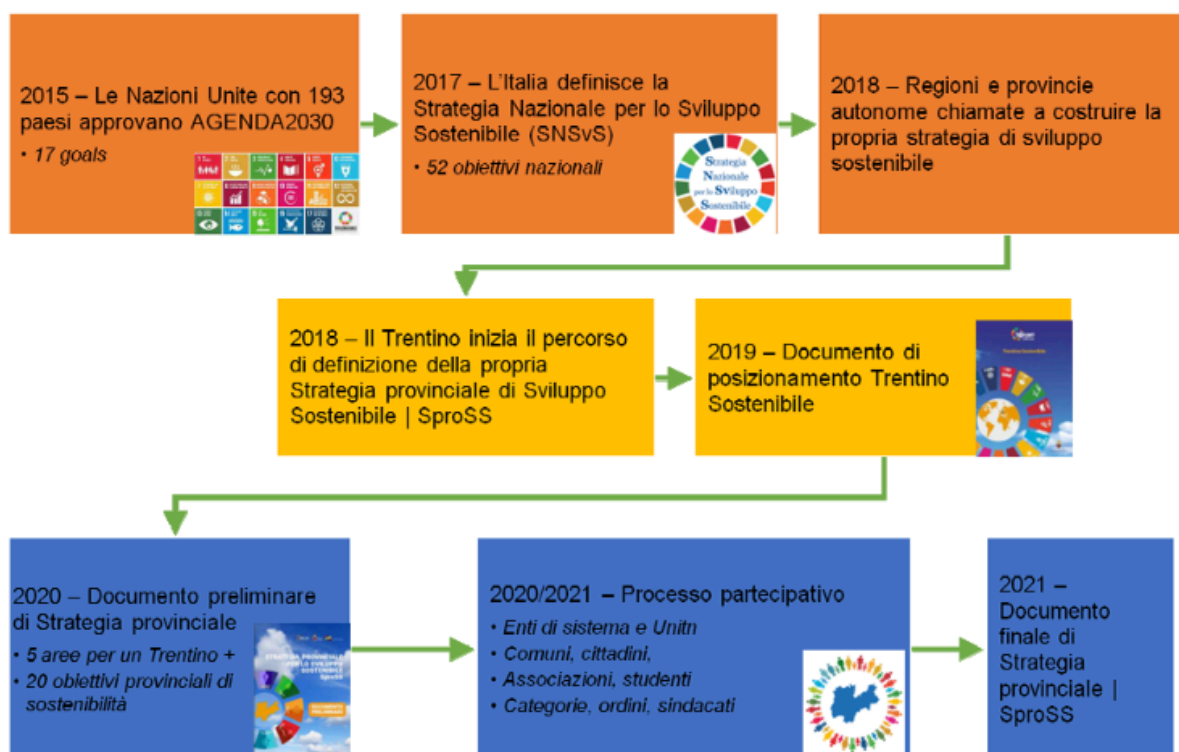 2015 – Le Nazioni Unite con 193
paesi approvano AGENDA2030
• 17 goals
2017 – L'Italia definisce la
Strategia Nazionale per lo Sviluppo
Sostenibile (SNSvS)
• 52 obiettivi nazionali
Strategia
Nazionale
per lo Sviluppo
Sostenibile
2018 – Regioni e provincie
autonome chiamate a costruire la
propria strategia di sviluppo
sostenibile
2018 – Il Trentino inizia il percorso
di definizione della propria
Strategia provinciale di Sviluppo
Sostenibile | SproSS
2019 – Documento di
posizionamento Trentino
Sostenibile
2020 – Documento preliminare
di Strategia provinciale
• 5 aree per un Trentino +
• 20 obiettivi provinciali di
sostenibilità
2020/2021 – Processo partecipativo
• Enti di sistema e Unitn
• Comuni, cittadini,
• Associazioni, studenti
• Categorie, ordini, sindacati
2021 –
Documento
finale di
Strategia
provinciale |
SproSS